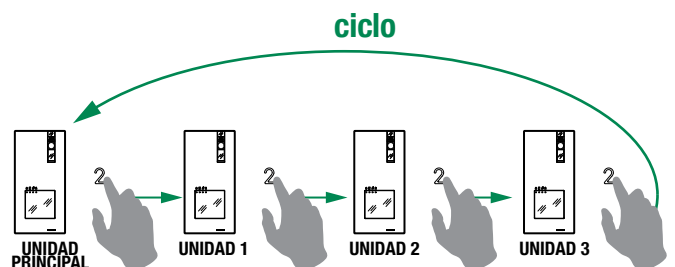 ciclo
2
2
2
2
UNIDAD
PRINCIPAL
UNIDAD 1
UNIDAD 2
UNIDAD 3